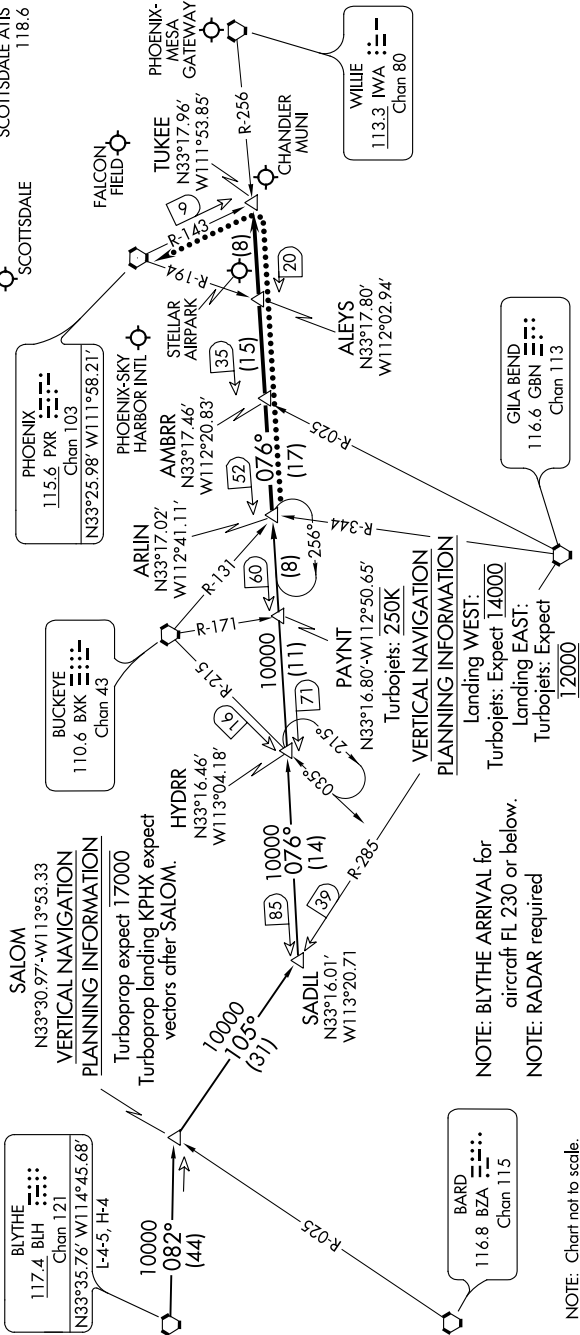 SCOTTSDALE ATIS
118.6
SCOTTSDALE
BLYTHE
117.4 BLH
Chan 121
N33°35.76' W114°45.68'
L-4-5, H-4
10000
082°
(44)
SALOM
N33°30.97'-W113°53.33
VERTICAL NAVIGATION
PLANNING INFORMATION
Turboprop expect 17000
Turboprop landing KPHX expect
vectors after SALOM.
10000
105°
(31)
SADLL
N33°16.01'
W113°20.71
85
39
R-285
10000
076°
(14)
BUCKEYE
110.6 BXK
Chan 43
R-215
R-171
R-131
16
HYDRR
N33°16.46'
W113°04.18'
035°
215°
71
10000
(11)
60
PAYNT
N33°16.80'-W112°50.65'
Turbojets: 250K
VERTICAL NAVIGATION
PLANNING INFORMATION
Landing WEST:
Turbojets: Expect 14000
Landing EAST:
Turbojets: Expect
12000
(8)
256°
ARLIN
N33°17.02'
W112°41.11'
52
076°
(17)
R-344
R-025
AMBRR
N33°17.46'
W112°20.83'
35
(15)
PHOENIX
115.6 PXR
Chan 103
N33°25.98' W111°58.21'
PHOENIX-SKY
HARBOR INTL
STELLAR
AIRPARK
R-194
R-143
9
(8)
20
ALEYS
N33°17.80'
W112°02.94'
FALCON
FIELD
TUKEE
N33°17.96'
W111°53.85'
CHANDLER
MUNI
PHOENIX-
MESA
GATEWAY
R-256
WILLIE
113.3 IWA
Chan 80
GILA BEND
116.6 GBN
Chan 113
BARD
116.8 BZA
Chan 115
R-025
NOTE: BLYTHE ARRIVAL for
aircraft FL 230 or below.
NOTE: RADAR required
NOTE: Chart not to scale.